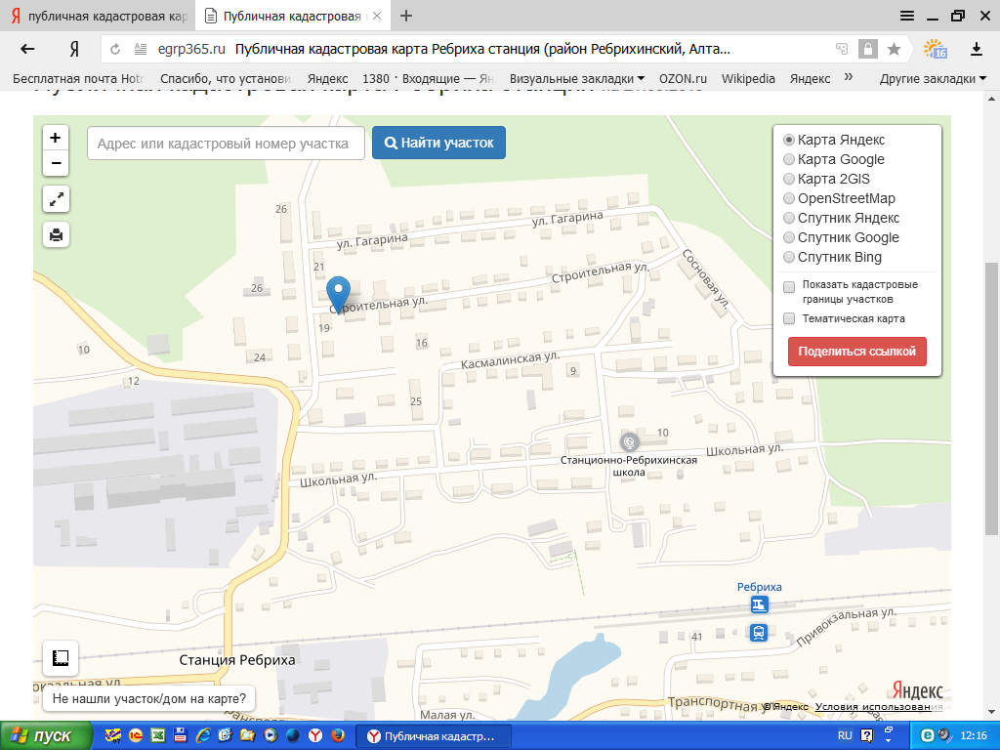 публичная кадастровая кар
Публичная кадастровая
egrp365.ru Публичная кадастровая карта Ребриха станция (район Ребрихинский, Алта...
16
Бесплатная почта Hotm
Спасибо, что установи
Яндекс
1380 · Входящие — Ян
Визуальные закладки
OZON.ru
Wikipedia
Яндекс
»
Другие закладки
+
−
Адрес или кадастровый номер участка
Найти участок
Карта Яндекс
Карта Google
Карта 2GIS
OpenStreetMap
Спутник Яндекс
Спутник Google
Спутник Bing
Показать кадастровые
границы участков
Тематическая карта
Поделиться ссылкой
26
ул. Гагарина
ул. Гагарина
21
Строительная ул.
Сосновая ул.
26
Строительная ул.
19
16
10
24
Касмалинская ул.
9
12
25
10
Станционно-Ребрихинская
школа
Школьная ул.
Школьная ул.
Ребриха
41
Привокзальная ул.
Станция Ребриха
Не нашли участок/дом на карте?
Малая ул.
Транспортная ул.
Яндекс
© Яндекс Условия использования
пуск
Публичная кадастр...
RU
12:16